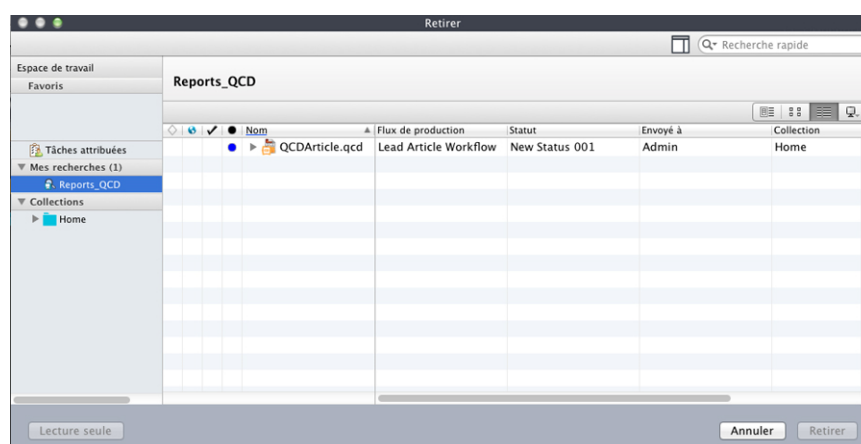 Retirer
Recherche rapide
Espace de travail
Favoris
Reports_QCD
Nom Flux de production Statut Envoyé à Collection
QCDArticle.qcd Lead Article Workflow New Status 001 Admin Home
Tâches attribuées
Mes recherches (1)
Reports_QCD
Collections
Home
Lecture seule Annuler Retirer